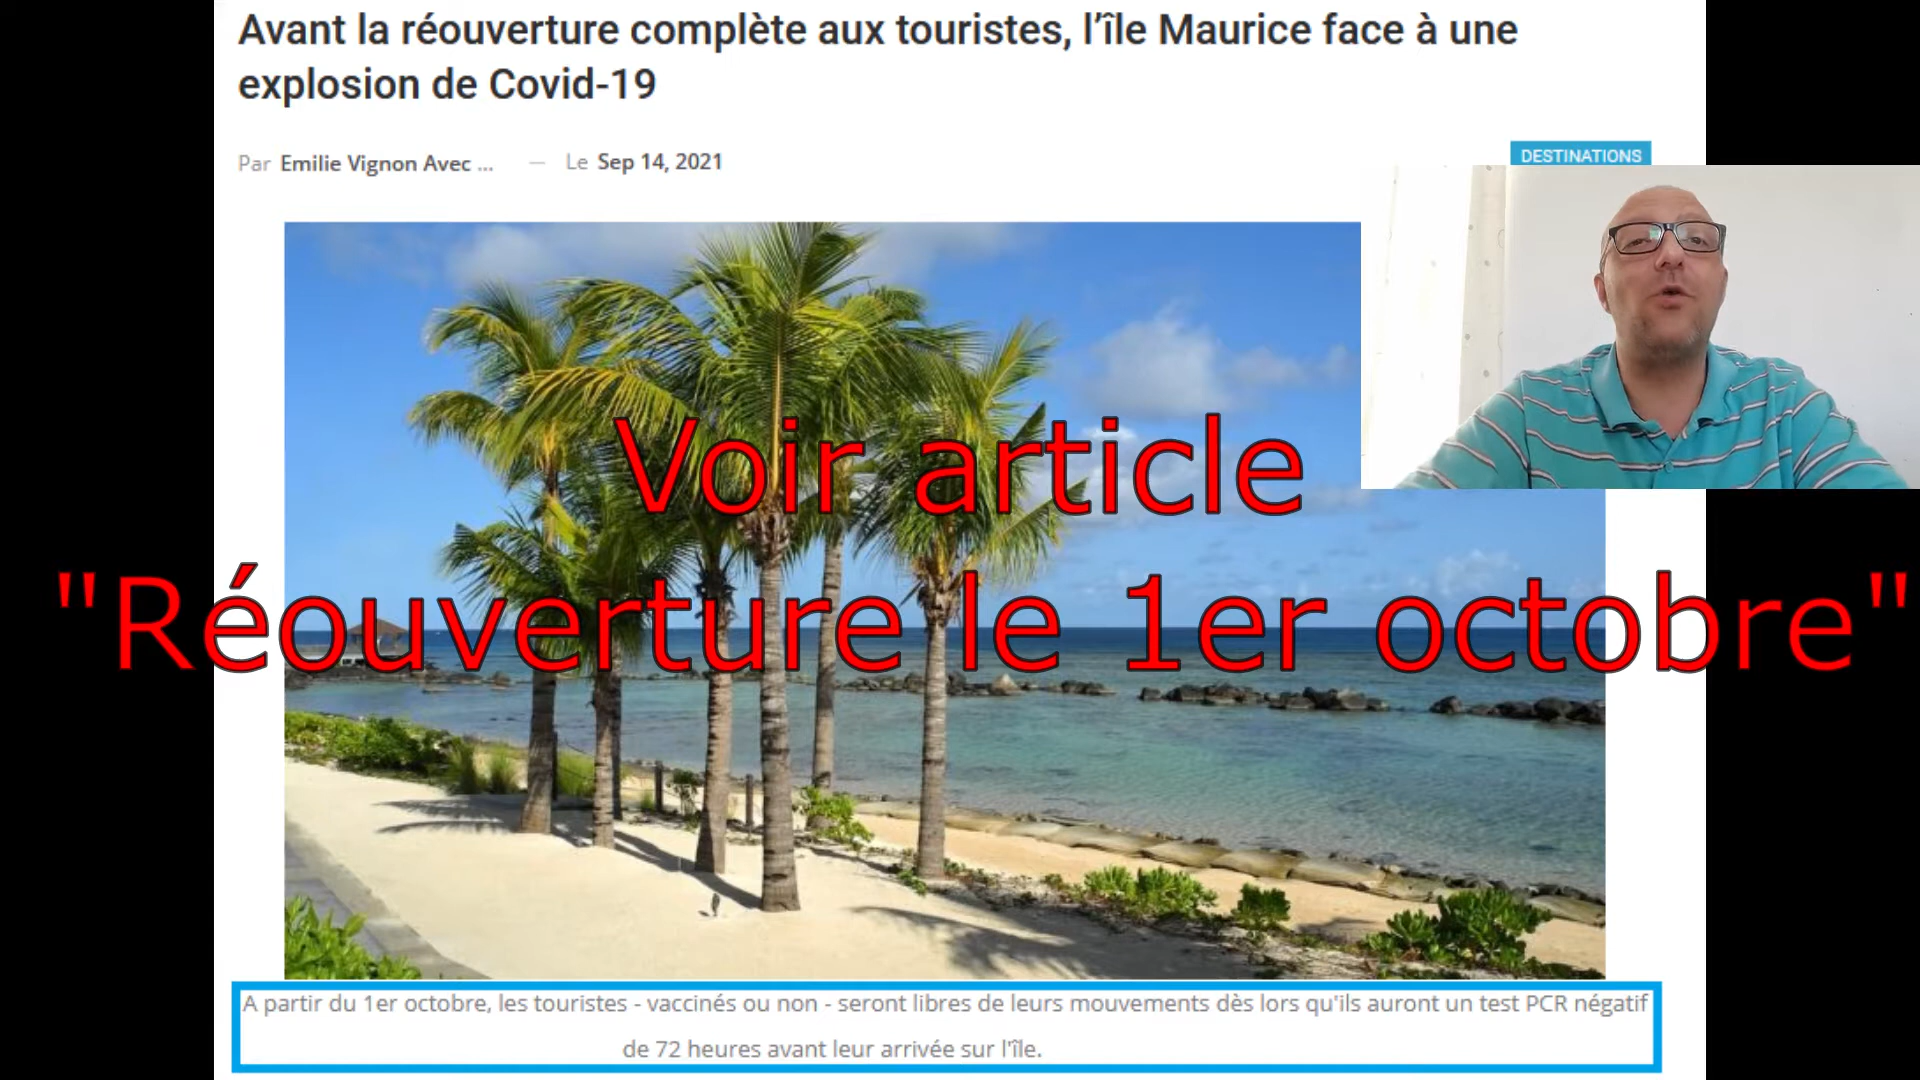 Avant la réouverture complète aux touristes, l’île Maurice face à une
explosion de Covid-19
Par Emilie Vignon Avec ... — Le Sep 14, 2021
DESTINATIONS
Voir article
"Réouverture le 1er octobre"
A partir du 1er octobre, les touristes - vaccinés ou non - seront libres de leurs mouvements dès lors qu'ils auront un test PCR négatif
de 72 heures avant leur arrivée sur l'île.